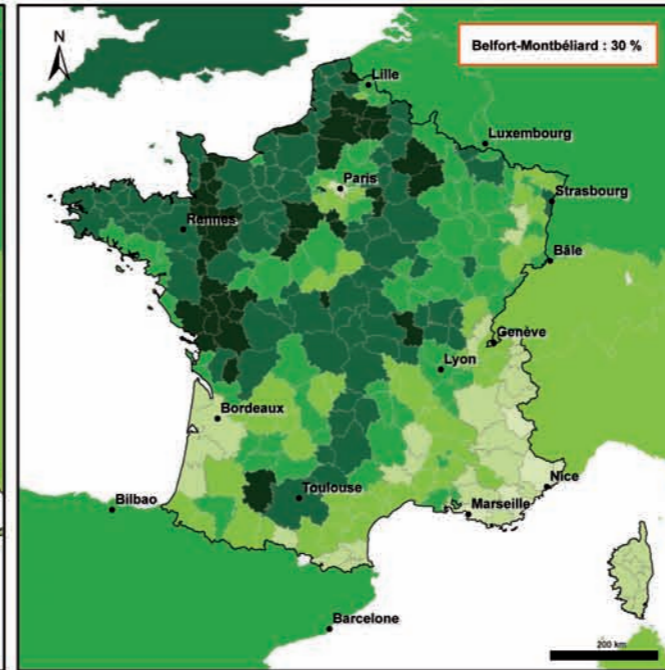 Belfort-Montbéliard : 30 %
N
Lille
Luxembourg
Paris
Strasbourg
Rennes
Bâle
Genève
Lyon
Bordeaux
Toulouse
Nice
Bilbao
Marseille
Barcelone
200 km